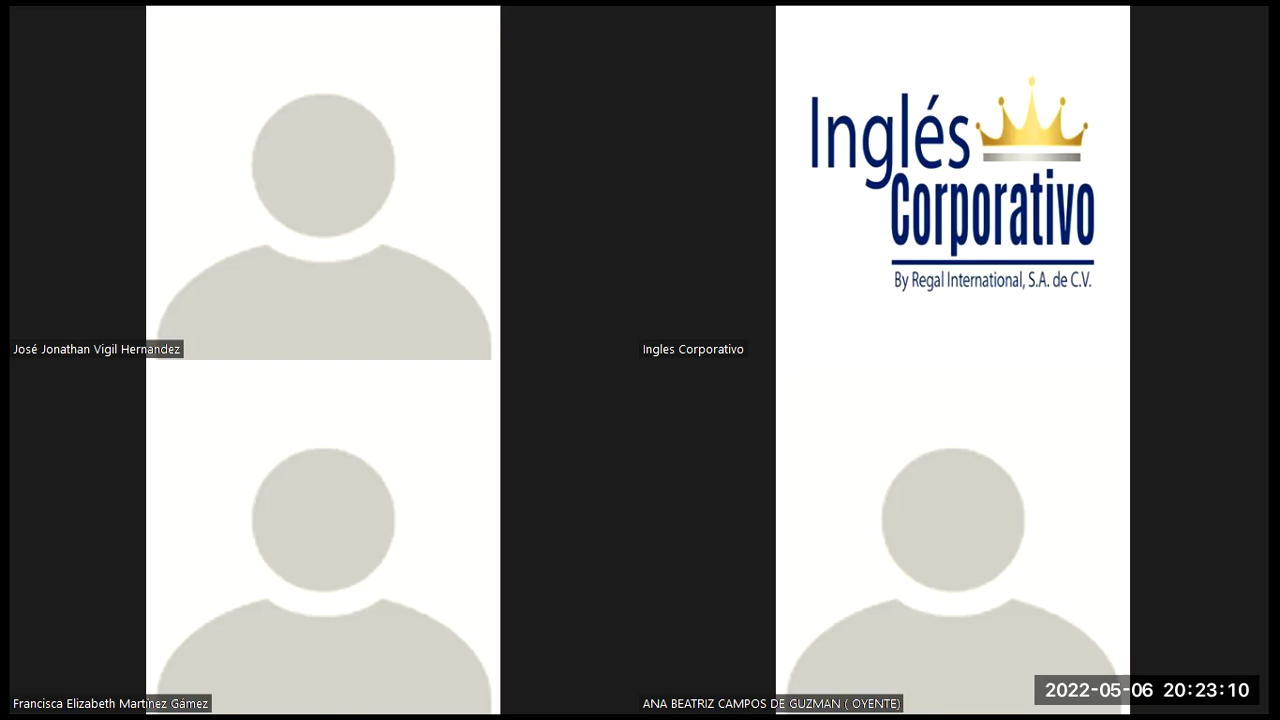 Inglés
Corporativo
By Regal International, S.A. de C.V.
José Jonathan Vigil Hernandez
Ingles Corporativo
Francisca Elizabeth Martinez Gámez
ANA BEATRIZ CAMPOS DE GUZMAN ( OYENTE)
2022-05-06 20:23:10